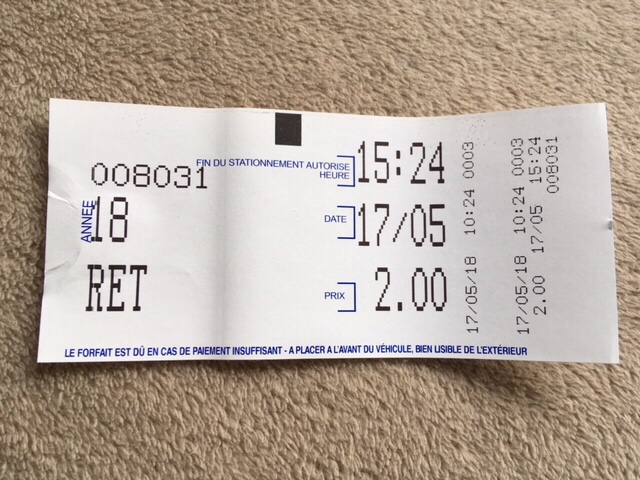 FIN DU STATIONNEMENT AUTORISE
HEURE
15:24
008031
ANNEE
18
DATE
17/05
RET
PRIX
2.00
LE FORFAIT EST DÛ EN CAS DE PAIEMENT INSUFFISANT - A PLACER A L'AVANT DU VÉHICULE, BIEN LISIBLE DE L'EXTÉRIEUR
17/05/18 10:24 0003
17/05/18 10:24 0003
2.00 17/05 15:24
008031